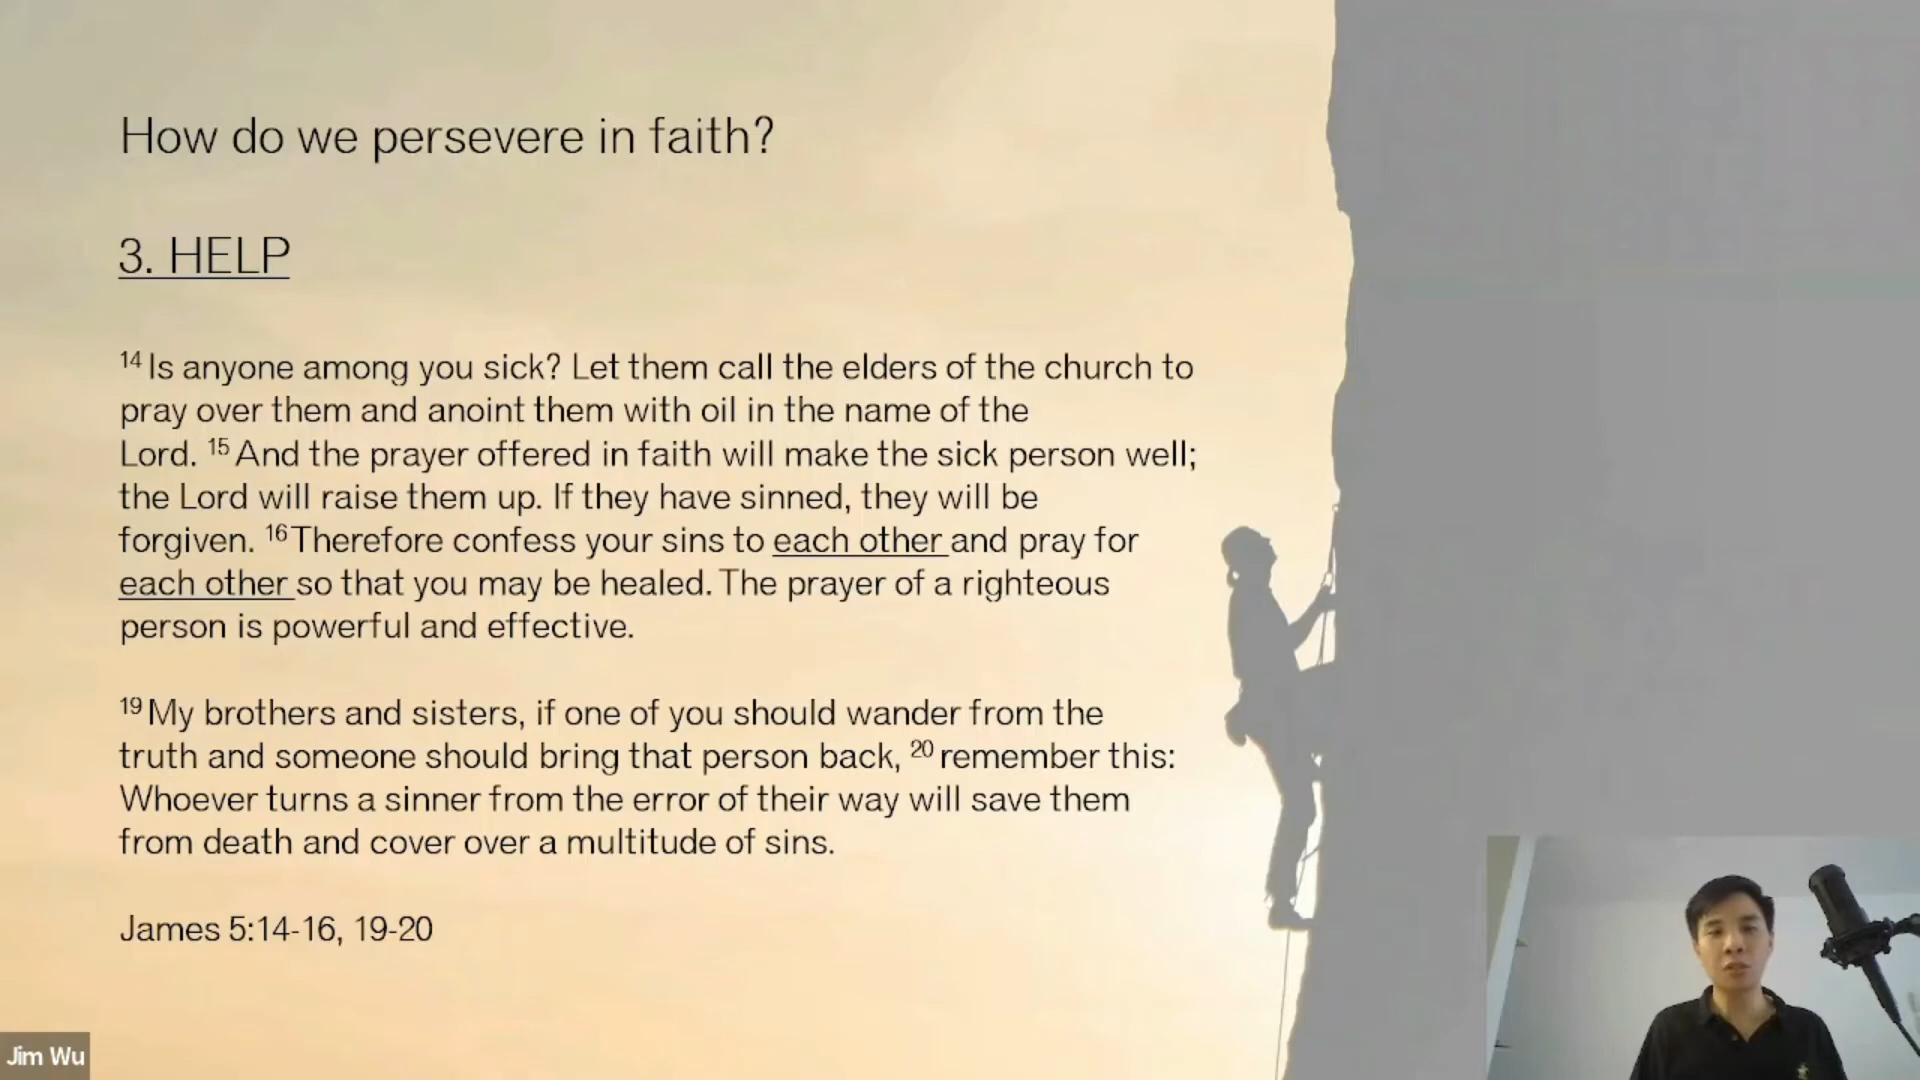 How do we persevere in faith?
3. HELP
14 Is anyone among you sick? Let them call the elders of the church to
pray over them and anoint them with oil in the name of the
Lord. 15 And the prayer offered in faith will make the sick person well;
the Lord will raise them up. If they have sinned, they will be
forgiven. 16 Therefore confess your sins to each other and pray for
each other so that you may be healed. The prayer of a righteous
person is powerful and effective.
19 My brothers and sisters, if one of you should wander from the
truth and someone should bring that person back, 20 remember this:
Whoever turns a sinner from the error of their way will save them
from death and cover over a multitude of sins.
James 5:14-16, 19-20
Jim Wu